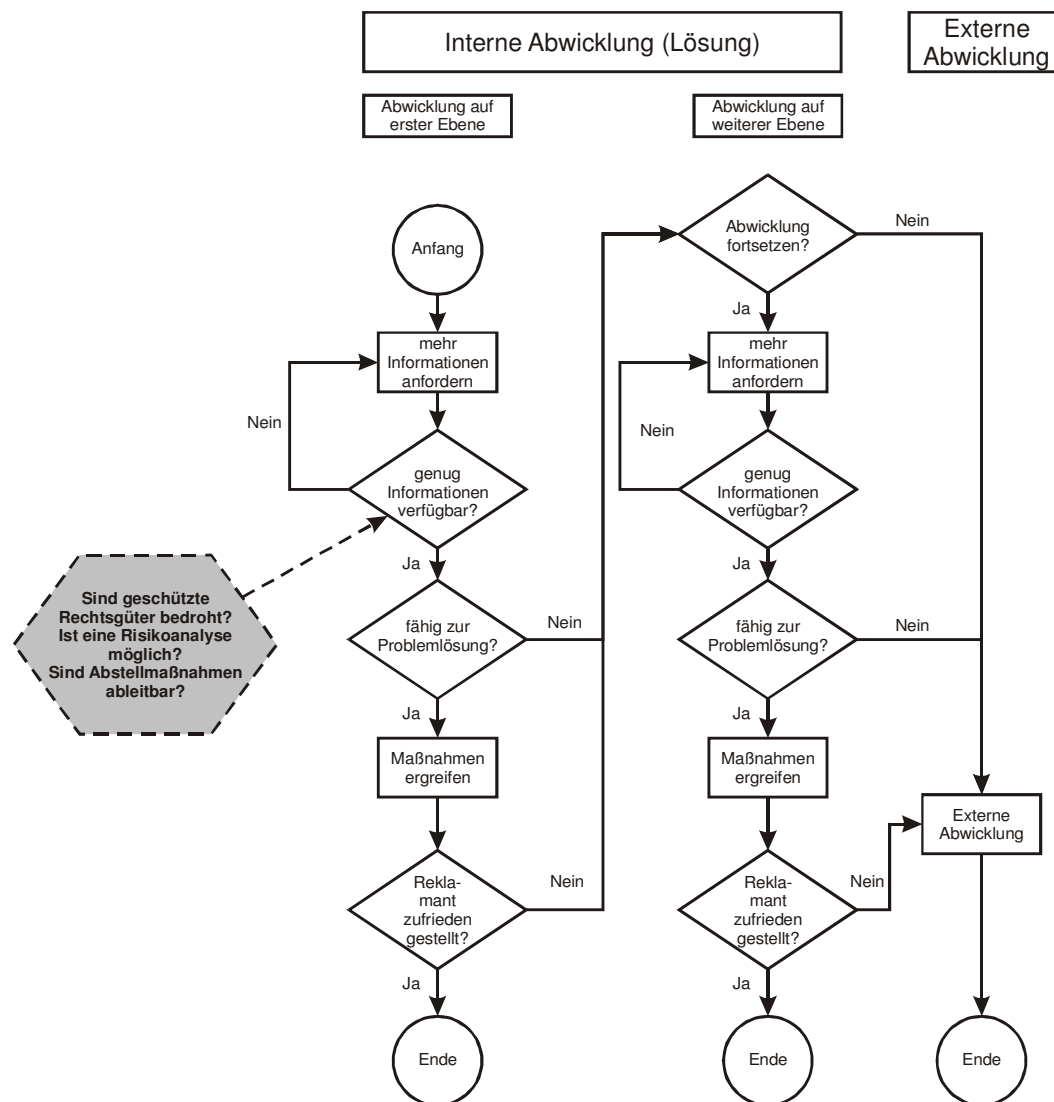 Interne Abwicklung (Lösung)
Externe
Abwicklung
Abwicklung auf
erster Ebene
Abwicklung auf
weiterer Ebene
Anfang
mehr
Informationen
anfordern
Nein
genug
Informationen
verfügbar?
Ja
Sind geschützte
Rechtsgüter bedroht?
Ist eine Risikoanalyse
möglich?
Sind Abstellmaßnahmen
ableitbar?
fähig zur
Problemlösung?
Nein
Ja
Maßnahmen
ergreifen
Rekla-
mant
zufrieden
gestellt?
Nein
Ja
Ende
Abwicklung
fortsetzen?
Nein
Ja
mehr
Informationen
anfordern
Nein
genug
Informationen
verfügbar?
Ja
fähig zur
Problemlösung?
Nein
Ja
Maßnahmen
ergreifen
Rekla-
mant
zufrieden
gestellt?
Nein
Ja
Ende
Externe
Abwicklung
Ende